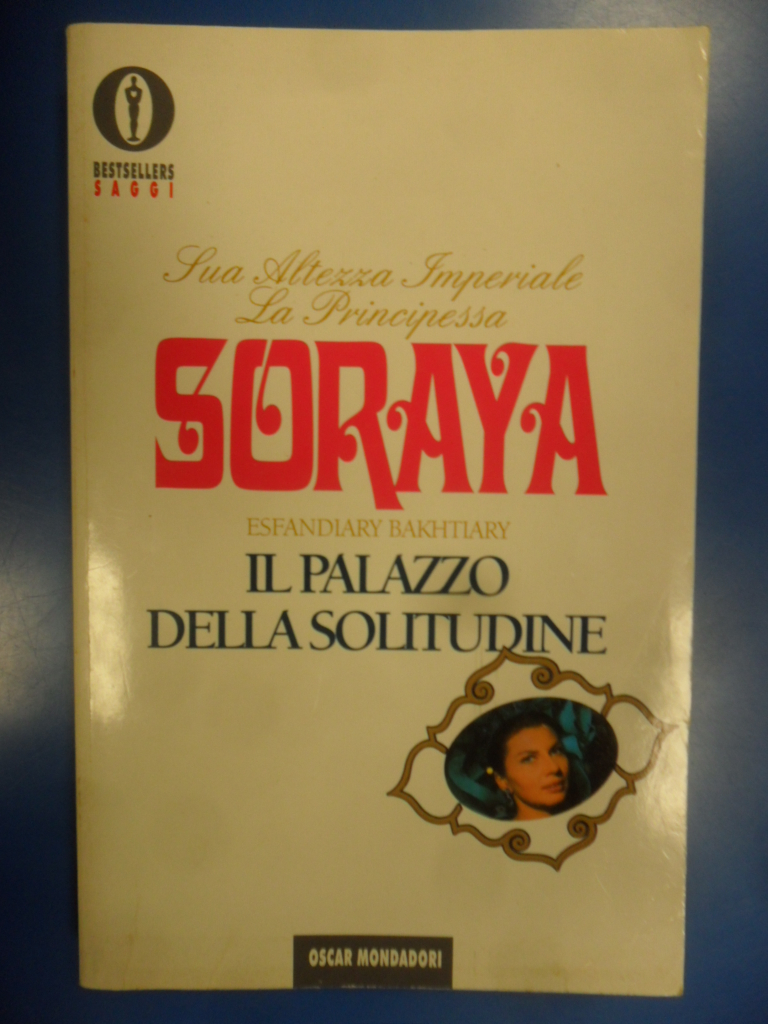 BESTSELLERS
SAGGI
Sua Altezza Imperiale
La Principessa
SORAYA
ESFANDIARY BAKHTIARY
IL PALAZZO
DELLA SOLITUDINE
OSCAR MONDADORI